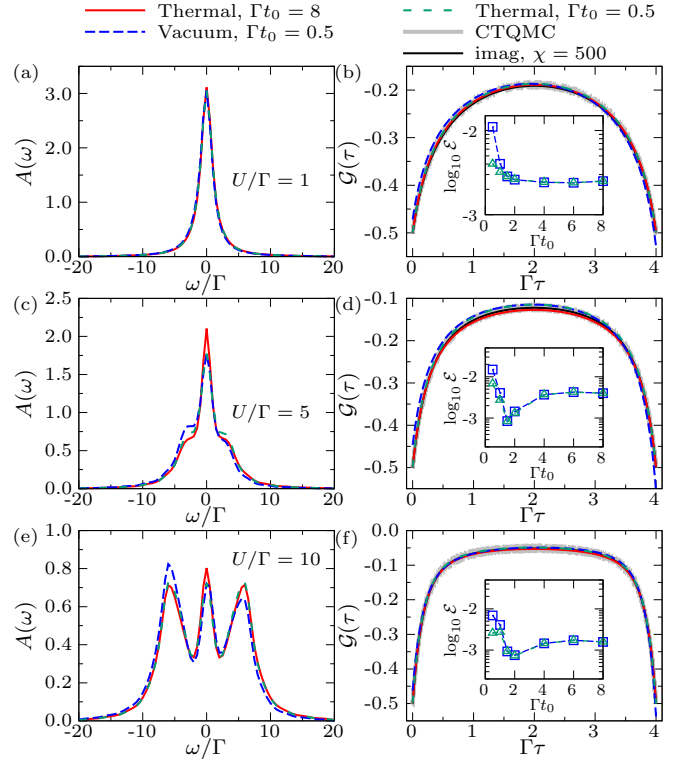 Thermal, Γt₀ = 8
Vacuum, Γt₀ = 0.5
Thermal, Γt₀ = 0.5
CTQMC
imag, χ = 500
(a)
A(ω)
3.0
2.0
1.0
0.0
U/Γ = 1
-20 -10 0 10 20
ω/Γ
(b)
𝒢(τ)
-0.2
-0.3
-0.4
-0.5
log₁₀ ℰ
-2
-3
0 2 4 6 8
Γt₀
0 1 2 3 4
Γτ
(c)
A(ω)
2.5
2.0
1.5
1.0
0.5
0.0
U/Γ = 5
-20 -10 0 10 20
ω/Γ
(d)
𝒢(τ)
-0.1
-0.2
-0.3
-0.4
-0.5
log₁₀ ℰ
-2
-3
0 2 4 6 8
Γt₀
0 1 2 3 4
Γτ
(e)
A(ω)
1.0
0.8
0.6
0.4
0.2
0.0
U/Γ = 10
-20 -10 0 10 20
ω/Γ
(f)
𝒢(τ)
0.0
-0.1
-0.2
-0.3
-0.4
-0.5
log₁₀ ℰ
-2
-3
0 2 4 6 8
Γt₀
0 1 2 3 4
Γτ